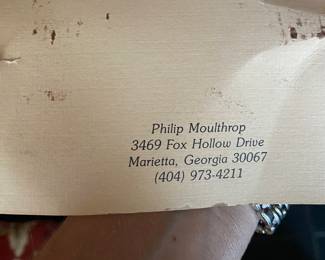 Philip Moulthrop
3469 Fox Hollow Drive
Marietta, Georgia 30067
(404) 973-4211